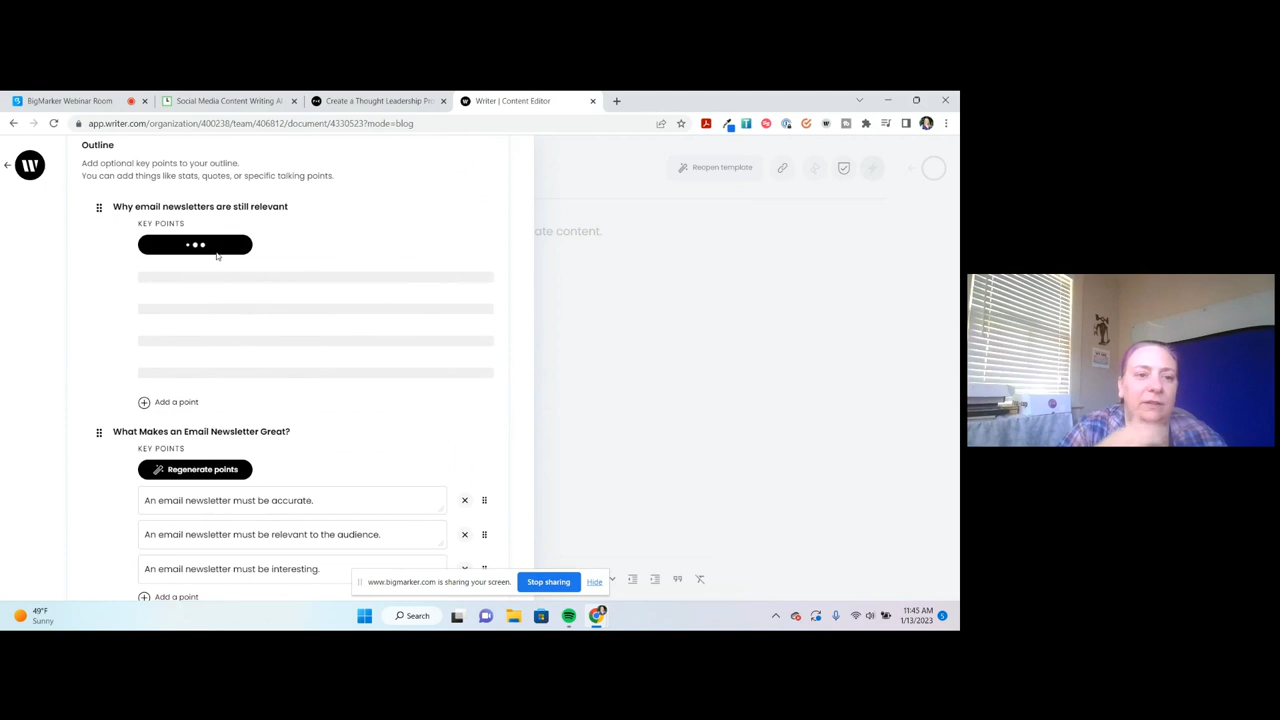 BigMarker Webinar Room
Social Media Content Writing AI
Create a Thought Leadership Pro
Writer | Content Editor
app.writer.com/organization/400238/team/406812/document/4330523?mode=blog
W
Outline
Add optional key points to your outline.
You can add things like stats, quotes, or specific talking points.
Reopen template
Why email newsletters are still relevant
KEY POINTS
ate content.
Add a point
What Makes an Email Newsletter Great?
KEY POINTS
Regenerate points
An email newsletter must be accurate.
An email newsletter must be relevant to the audience.
An email newsletter must be interesting.
www.bigmarker.com is sharing your screen.
Stop sharing
Hide
Add a point
49°F
Sunny
Search
11:45 AM
1/13/2023
5